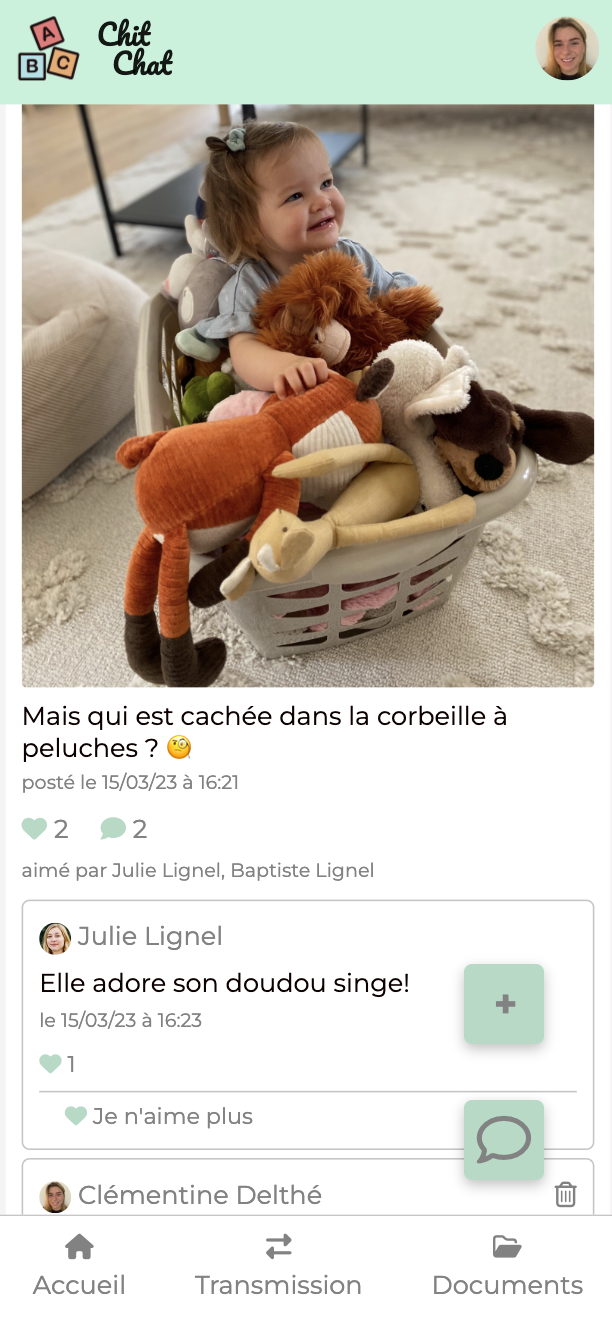 A
B C
Chit
Chat
Mais qui est cachée dans la corbeille à
peluches ? 🧐
posté le 15/03/23 à 16:21
2 2
aimé par Julie Lignel, Baptiste Lignel
Julie Lignel
Elle adore son doudou singe!
le 15/03/23 à 16:23
+
1
Je n'aime plus
Clémentine Delthé
Accueil Transmission Documents